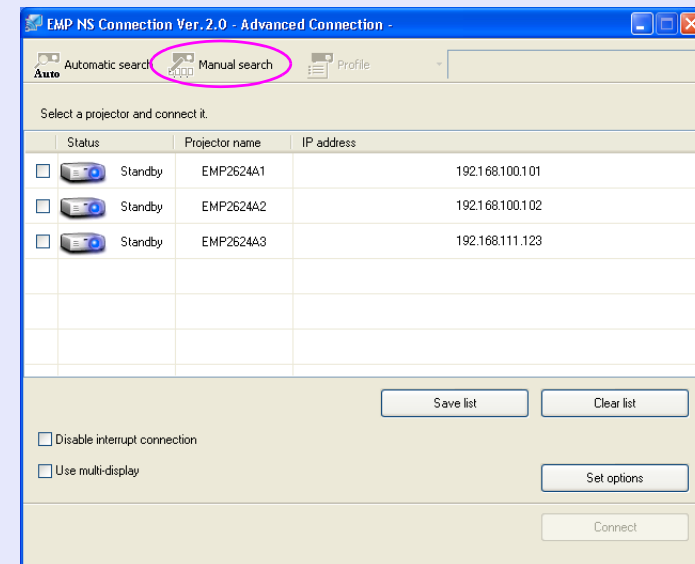 EMP NS Connection Ver. 2.0 - Advanced Connection -
Auto Automatic search Manual search Profile
Select a projector and connect it.
Status Projector name IP address
Standby EMP2624A1 192.168.100.101
Standby EMP2624A2 192.168.100.102
Standby EMP2624A3 192.168.111.123
Save list Clear list
Disable interrupt connection
Use multi-display
Set options
Connect